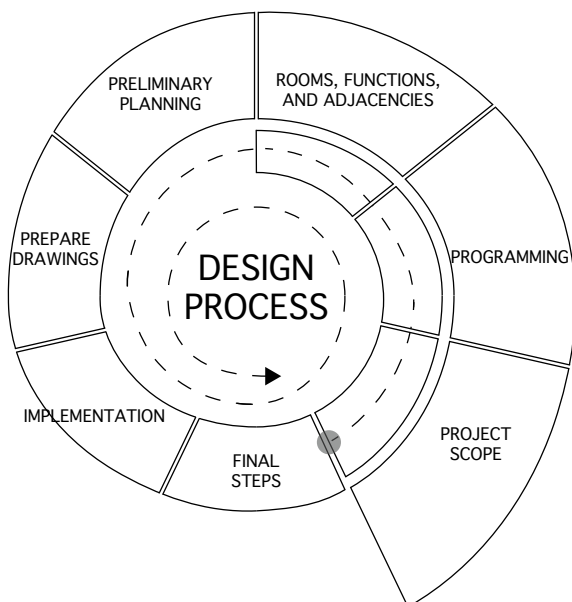 PRELIMINARY
PLANNING
ROOMS, FUNCTIONS,
AND ADJACENCIES
PREPARE
DRAWINGS
DESIGN
PROCESS
PROGRAMMING
IMPLEMENTATION
FINAL
STEPS
PROJECT
SCOPE